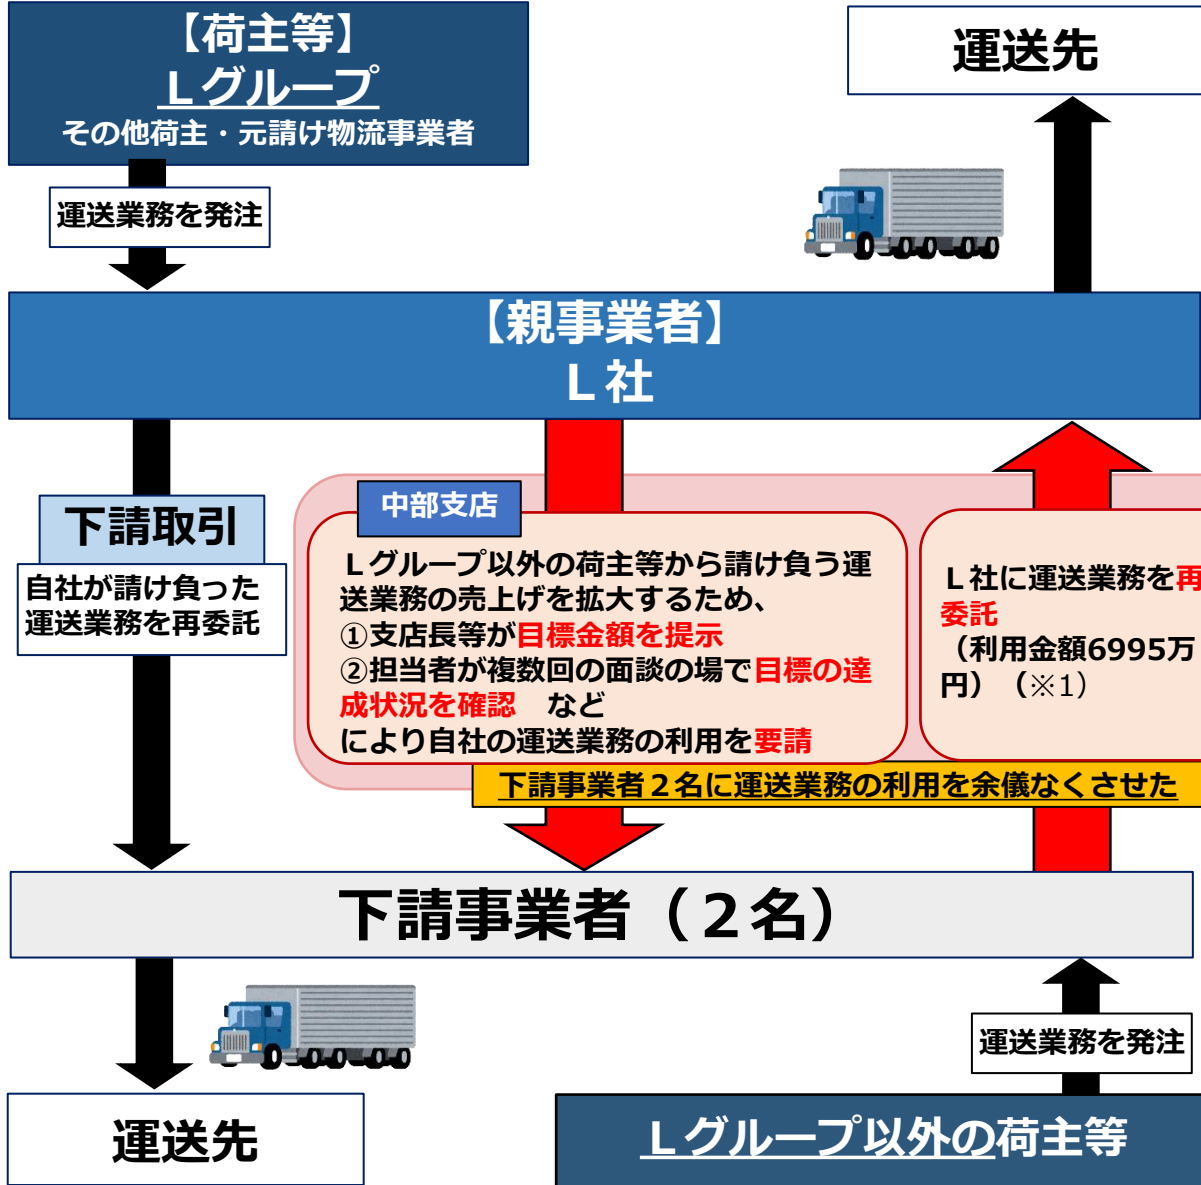 【荷主等】
Lグループ
その他荷主・元請け物流事業者
運送先
運送業務を発注
【親事業者】
L社
下請取引
自社が請け負った
運送業務を再委託
中部支店
Lグループ以外の荷主等から請け負う運
送業務の売上げを拡大するため、
①支店長等が目標金額を提示
②担当者が複数回の面談の場で目標の達
成状況を確認　など
により自社の運送業務の利用を要請
L社に運送業務を再
委託
（利用金額6995万
円）（※1）
下請事業者２名に運送業務の利用を余儀なくさせた
下請事業者（２名）
運送業務を発注
運送先
Lグループ以外の荷主等